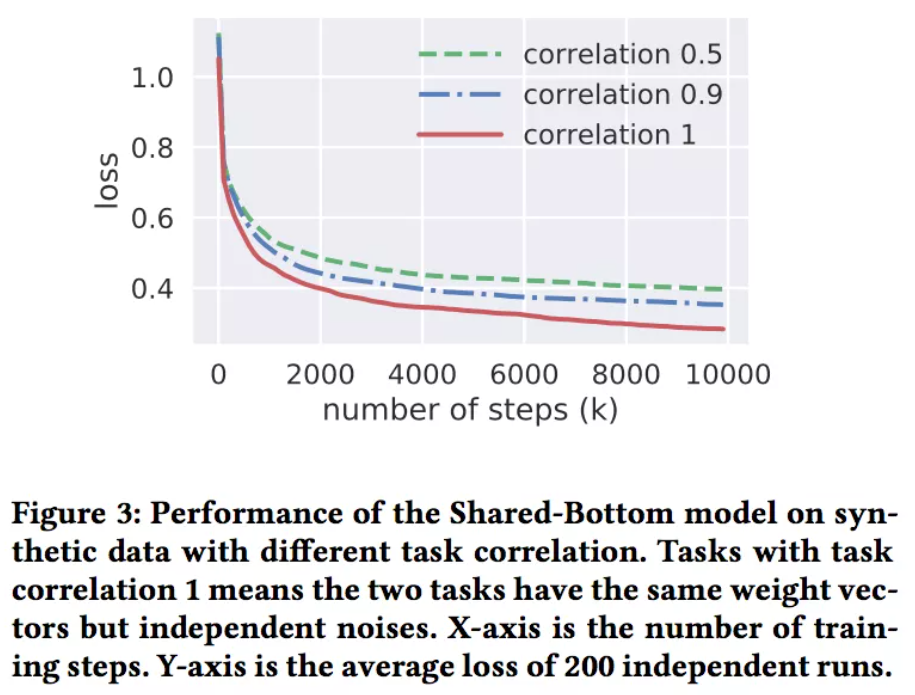 correlation 0.5
correlation 0.9
correlation 1
1.0
0.8
0.6
0.4
loss
0 2000 4000 6000 8000 10000
number of steps (k)
Figure 3: Performance of the Shared-Bottom model on syn-
thetic data with different task correlation. Tasks with task
correlation 1 means the two tasks have the same weight vec-
tors but independent noises. X-axis is the number of train-
ing steps. Y-axis is the average loss of 200 independent runs.